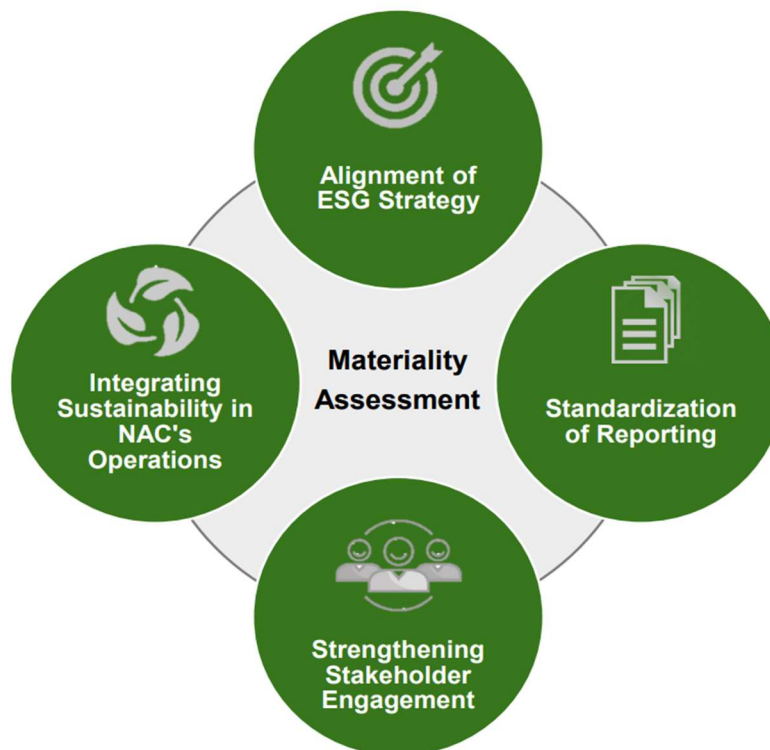 Alignment of
ESG Strategy
Integrating
Sustainability in
NAC's
Operations
Materiality
Assessment
Standardization
of Reporting
Strengthening
Stakeholder
Engagement